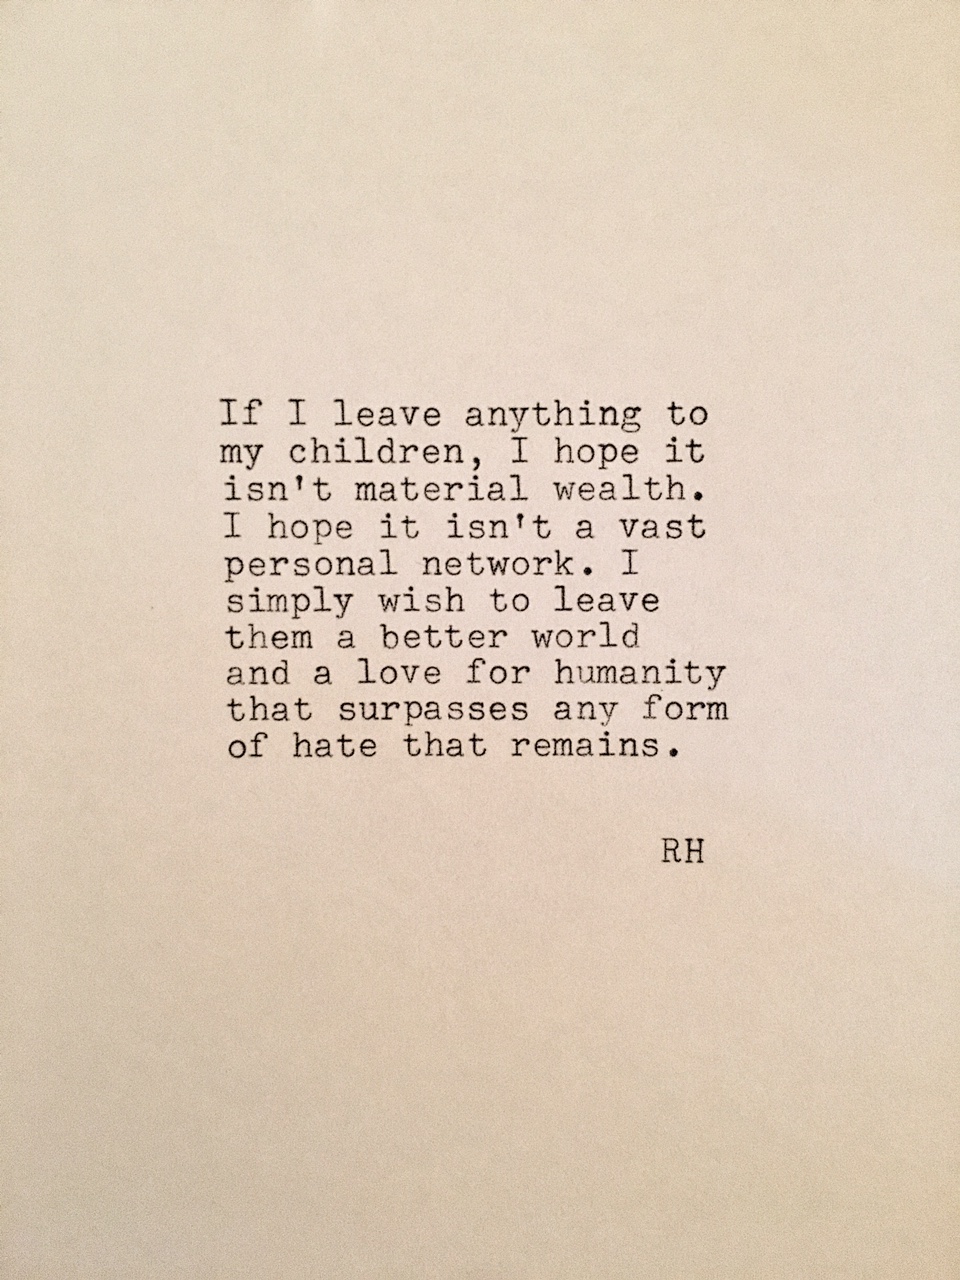 If I leave anything to
my children, I hope it
isn't material wealth.
I hope it isn't a vast
personal network. I
simply wish to leave
them a better world
and a love for humanity
that surpasses any form
of hate that remains.
RH